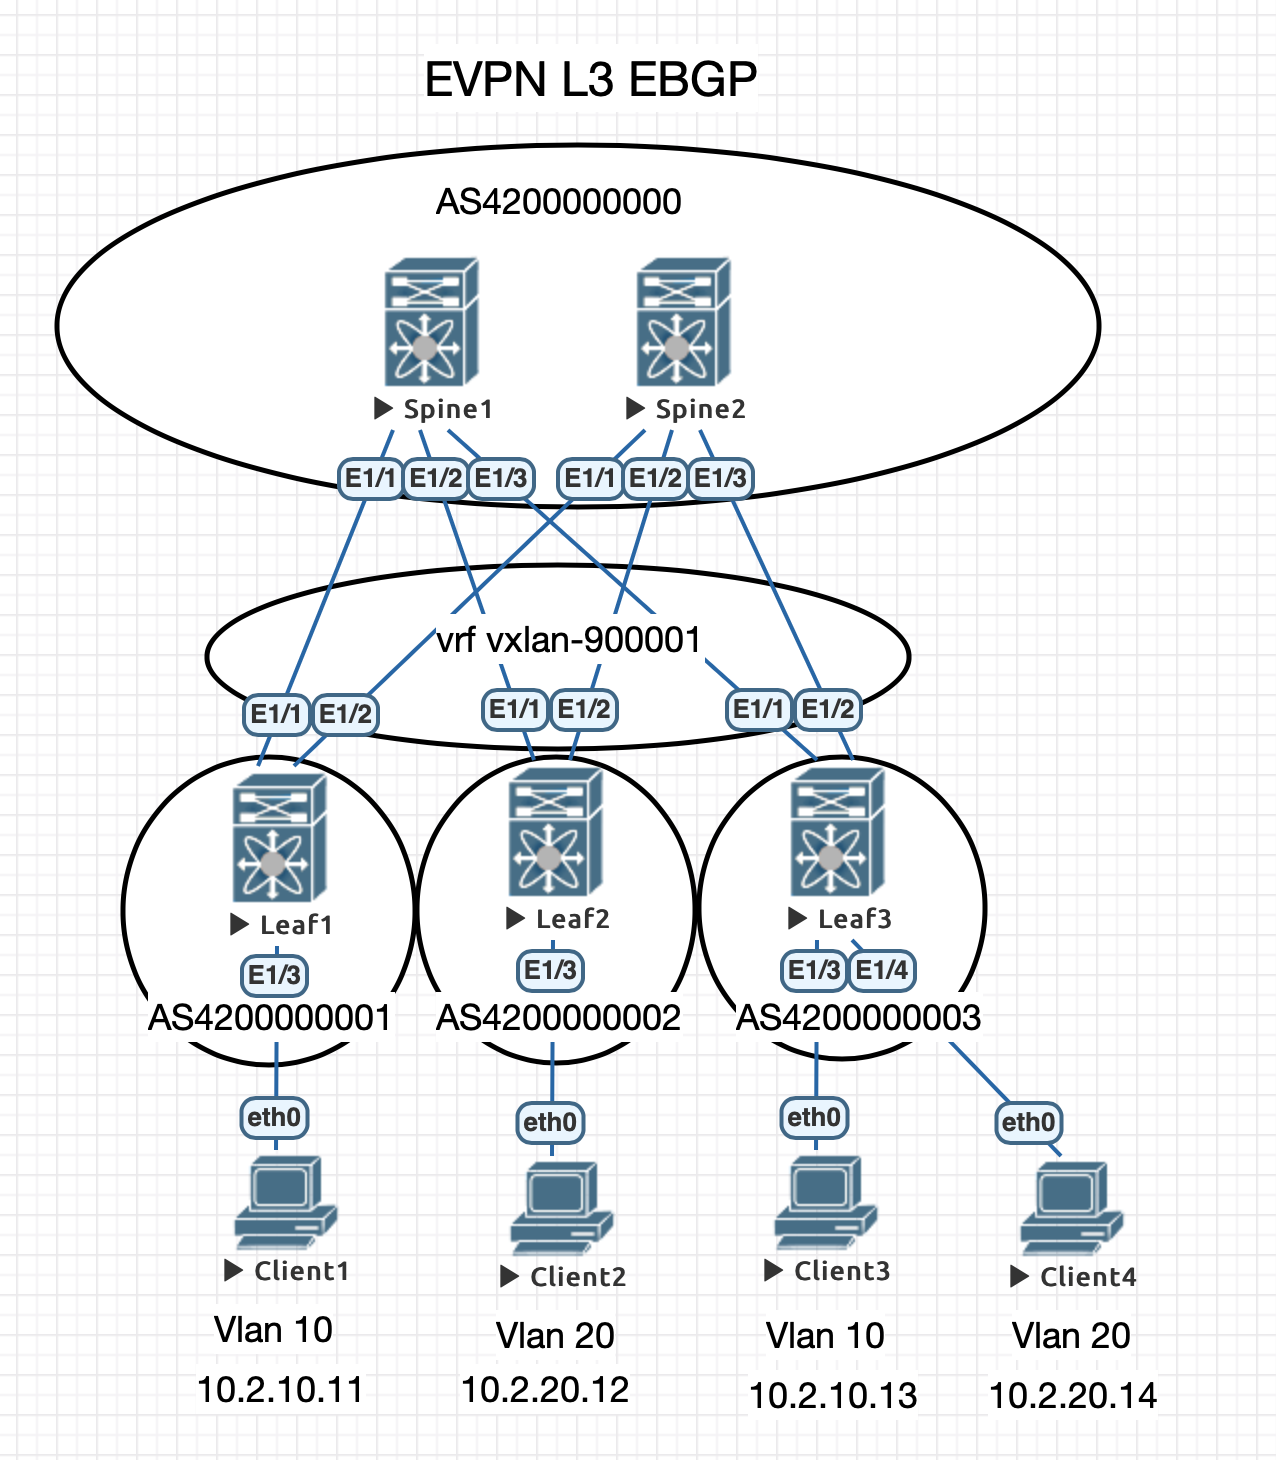 EVPN L3 EBGP
AS4200000000
Spine1
Spine2
E1/1
E1/2
E1/3
E1/1
E1/2
E1/3
vrf vxlan-900001
E1/1
E1/2
E1/1
E1/2
E1/1
E1/2
Leaf1
Leaf2
Leaf3
E1/3
E1/3
E1/3
E1/4
AS4200000001
AS4200000002
AS4200000003
eth0
eth0
eth0
eth0
Client1
Client2
Client3
Client4
Vlan 10
Vlan 20
Vlan 10
Vlan 20
10.2.10.11
10.2.20.12
10.2.10.13
10.2.20.14